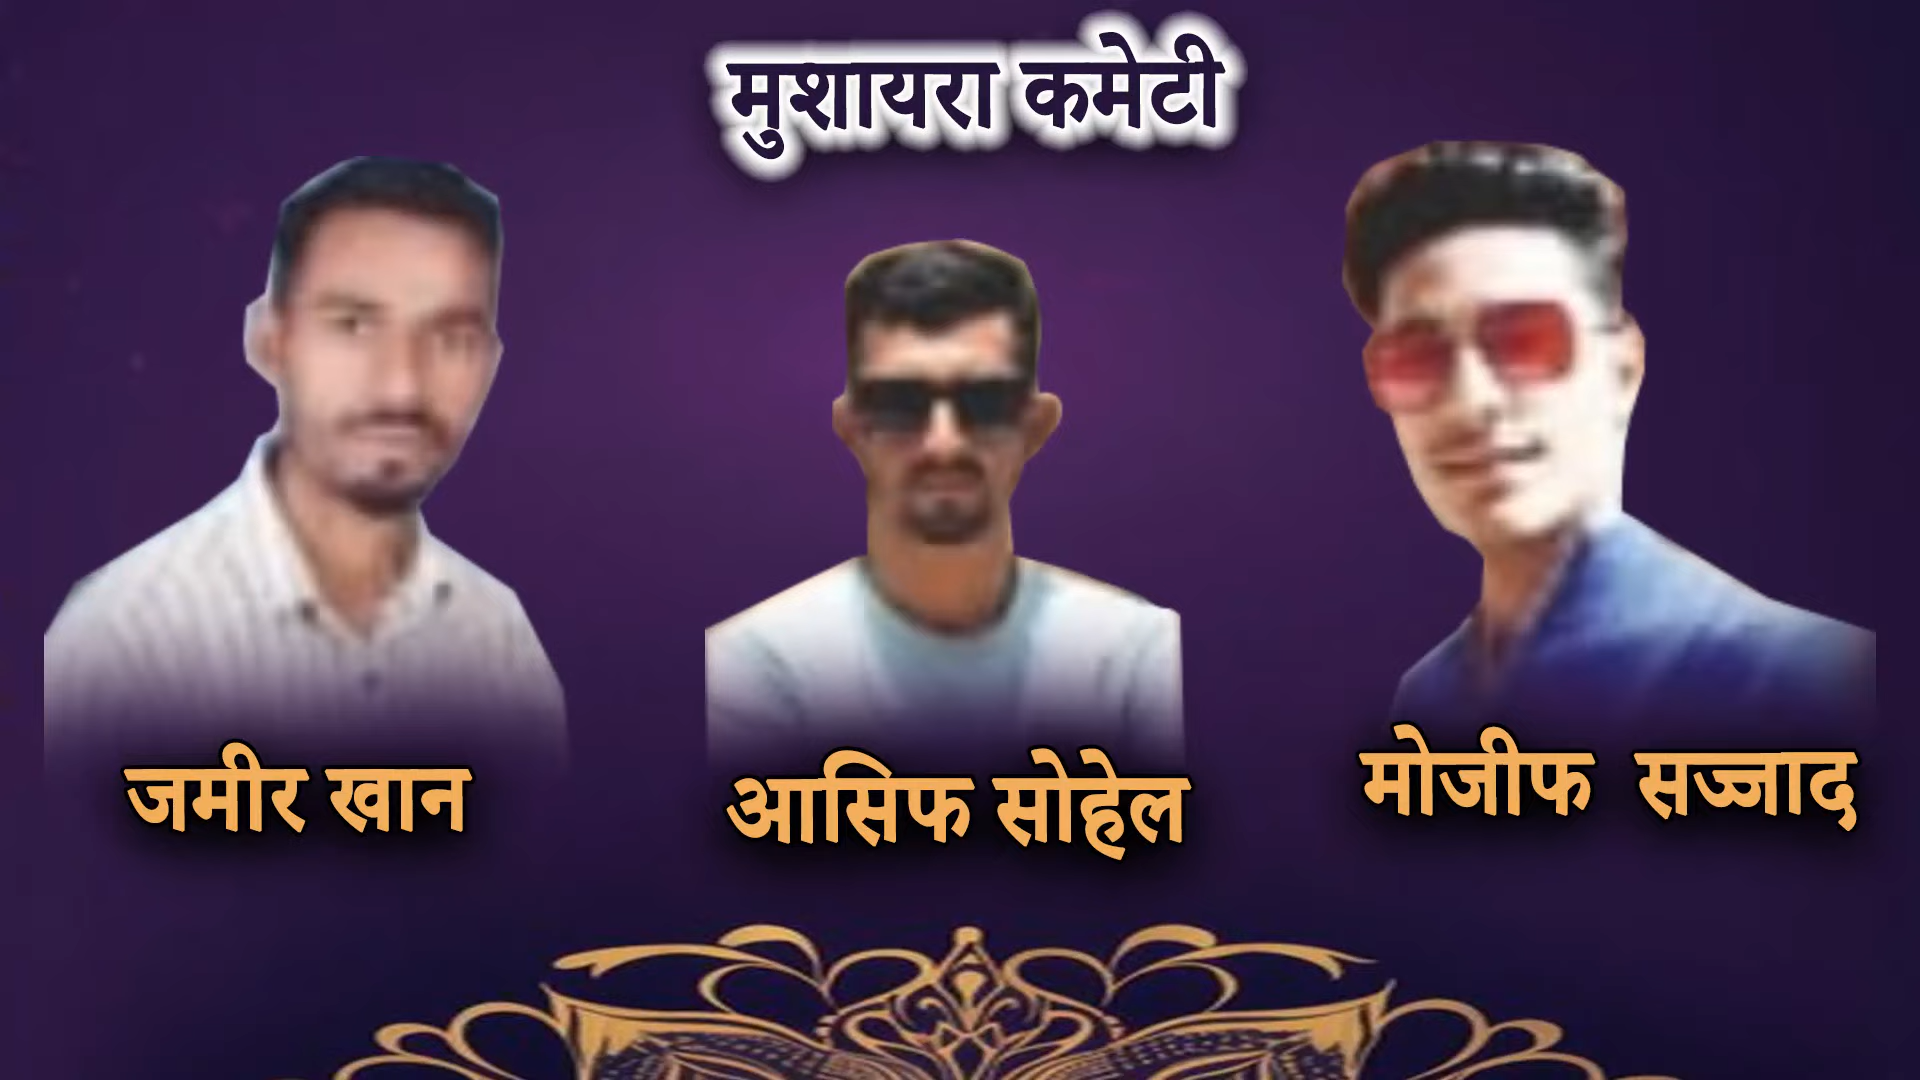 मुशायरा कमेटी
जमीर खान
आसिफ सोहेल
मोजीफ सज्जाद